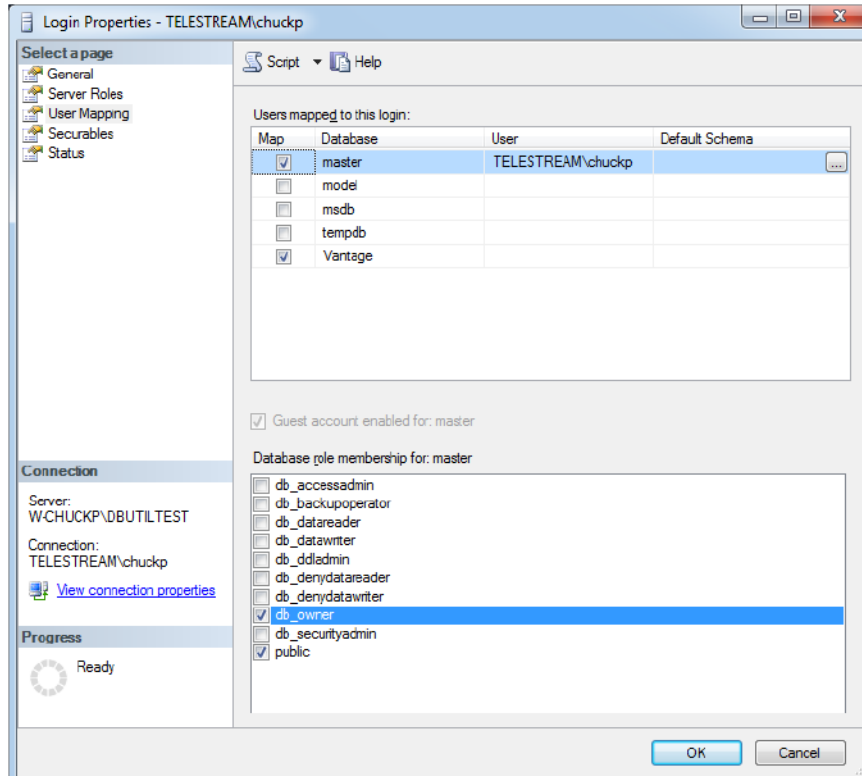 Login Properties - TELESTREAM\chuckp
Select a page
General
Server Roles
User Mapping
Securables
Status
Script
Help
Users mapped to this login:
Map Database User Default Schema
master TELESTREAM\chuckp ...
model
msdb
tempdb
Vantage
Guest account enabled for: master
Database role membership for: master
db_accessadmin
db_backupoperator
db_datareader
db_datawriter
db_ddladmin
db_denydatareader
db_denydatawriter
db_owner
db_securityadmin
public
Connection
Server:
W-CHUCKP\DBUTILTEST
Connection:
TELESTREAM\chuckp
View connection properties
Progress
Ready
OK Cancel